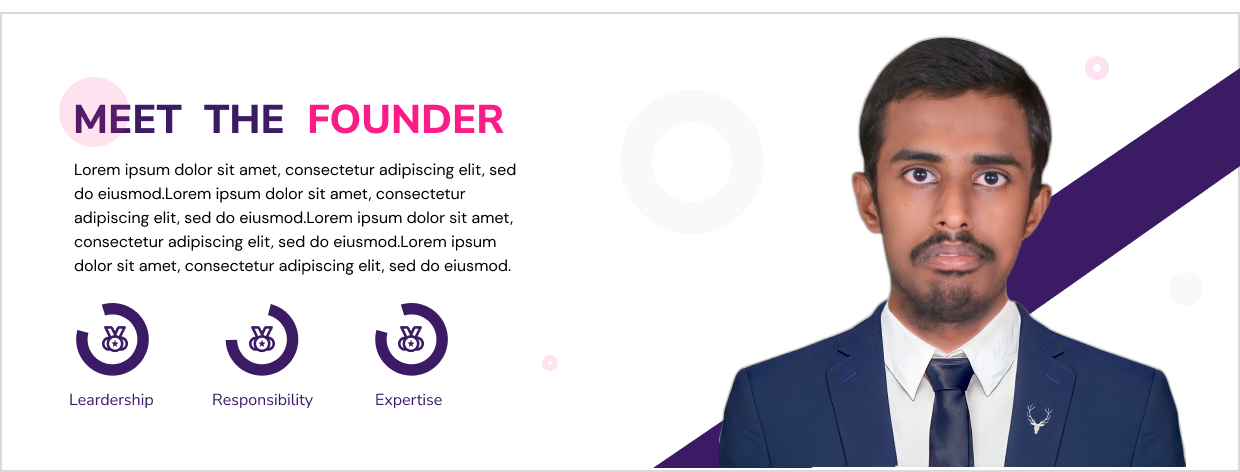 MEET THE FOUNDER
Lorem ipsum dolor sit amet, consectetur adipiscing elit, sed
do eiusmod.Lorem ipsum dolor sit amet, consectetur
adipiscing elit, sed do eiusmod.Lorem ipsum dolor sit amet,
consectetur adipiscing elit, sed do eiusmod.Lorem ipsum
dolor sit amet, consectetur adipiscing elit, sed do eiusmod.
Leardership
Responsibility
Expertise